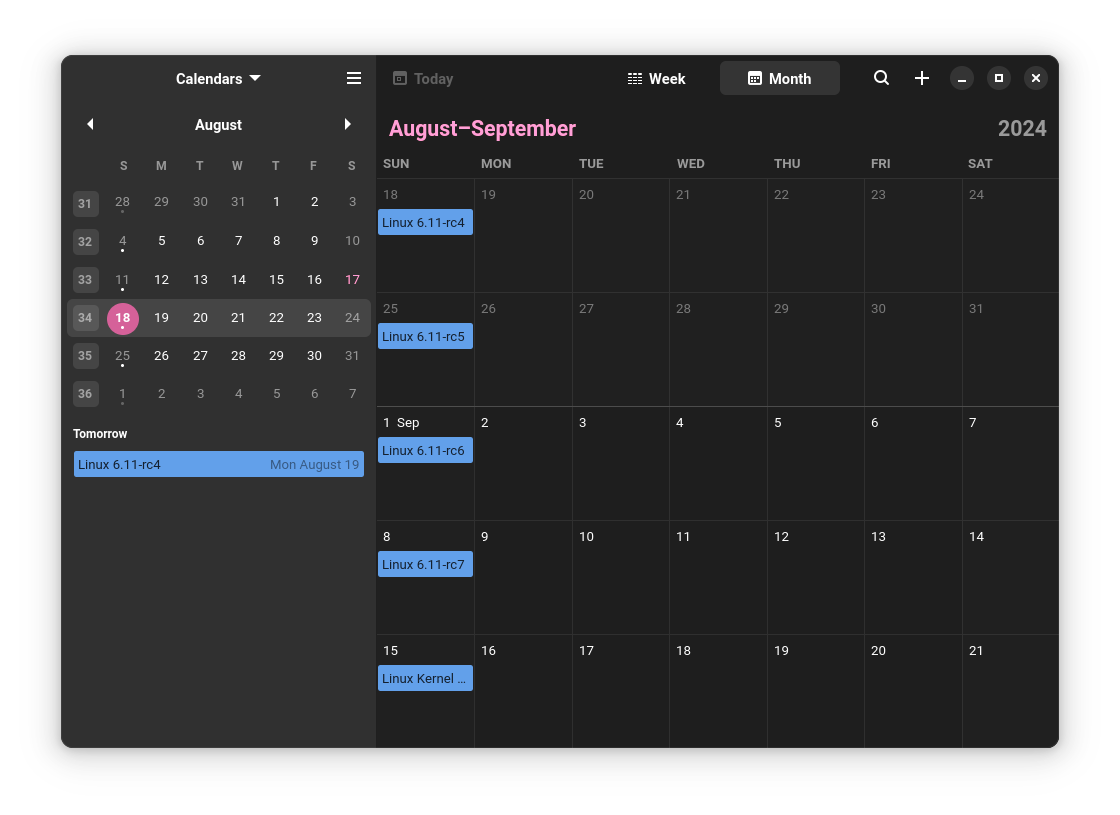 Calendars
August
S M T W T F S
31 28 29 30 31 1 2 3
32 4 5 6 7 8 9 10
33 11 12 13 14 15 16 17
34 18 19 20 21 22 23 24
35 25 26 27 28 29 30 31
36 1 2 3 4 5 6 7
Tomorrow
Linux 6.11-rc4 Mon August 19
Today Week Month
August–September 2024
SUN MON TUE WED THU FRI SAT
18 19 20 21 22 23 24
Linux 6.11-rc4
25 26 27 28 29 30 31
Linux 6.11-rc5
1 Sep 2 3 4 5 6 7
Linux 6.11-rc6
8 9 10 11 12 13 14
Linux 6.11-rc7
15 16 17 18 19 20 21
Linux Kernel …